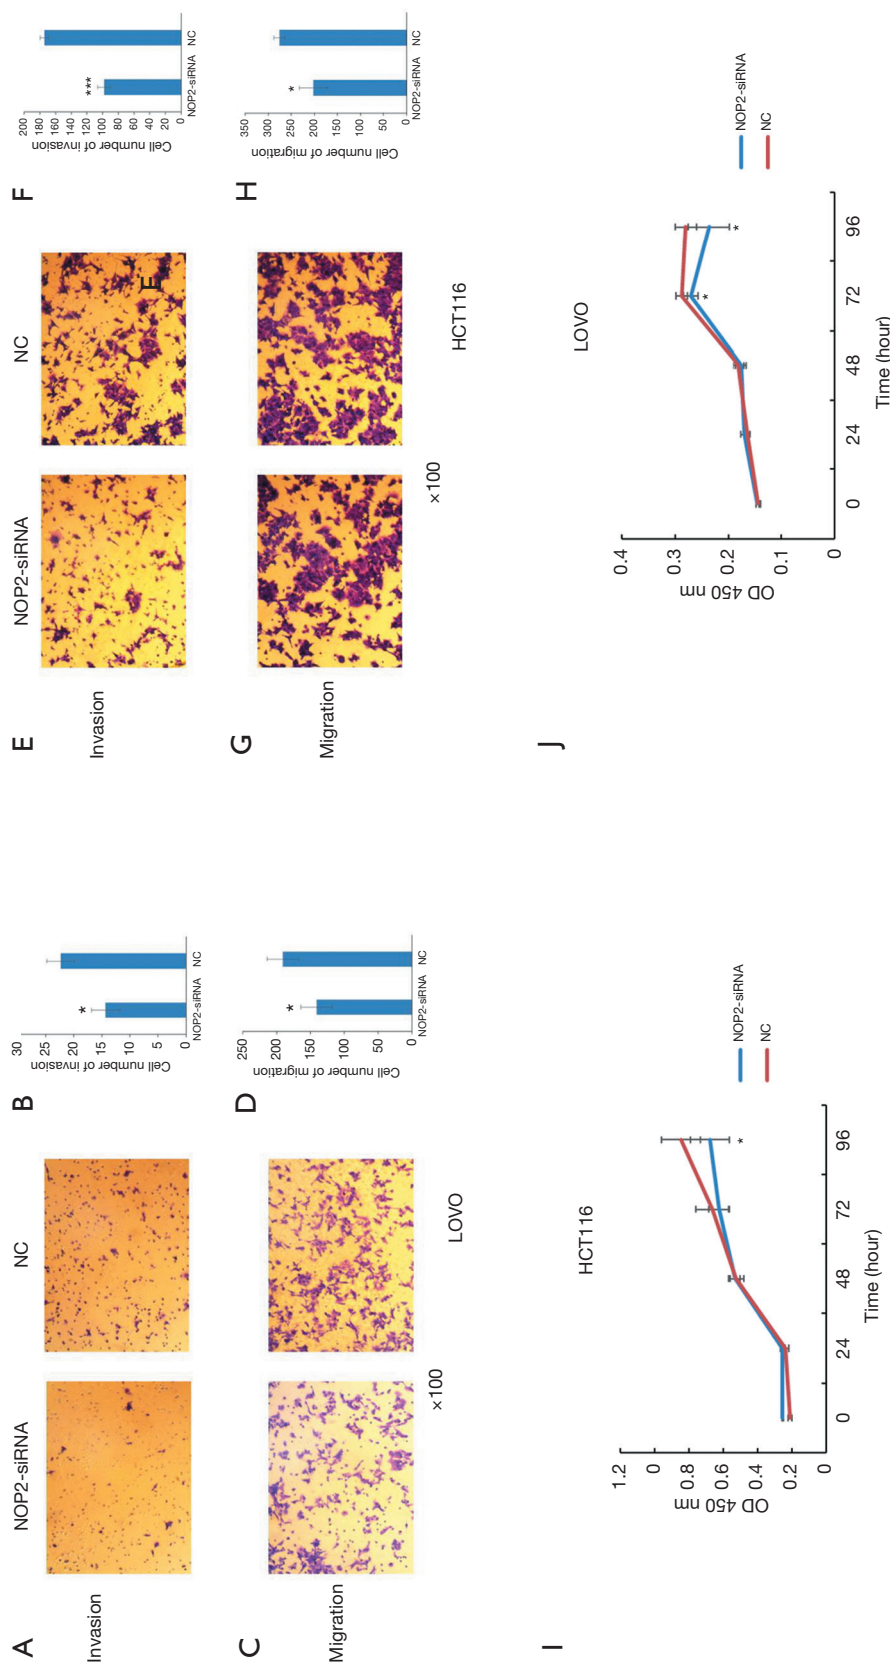 A
NOP2-siRNA
NC
Invasion
B
Cell number of invasion
30
25
20
15
10
5
0
*
NOP2-siRNA
NC
C
Migration
×100
LOVO
D
Cell number of migration
250
200
150
100
50
0
*
NOP2-siRNA
NC
E
NOP2-siRNA
NC
Invasion
E
F
Cell number of invasion
200
180
160
140
120
100
80
60
40
20
0
***
NOP2-siRNA
NC
G
Migration
×100
HCT116
H
Cell number of migration
350
300
250
200
150
100
50
0
*
NOP2-siRNA
NC
I
HCT116
OD 450 nm
1.2
0
0.8
0.6
0.4
0.2
0
*
0 24 48 72 96
Time (hour)
NOP2-siRNA
NC
J
LOVO
OD 450 nm
0.4
0.3
0.2
0.1
0
*
*
0 24 48 72 96
Time (hour)
NOP2-siRNA
NC